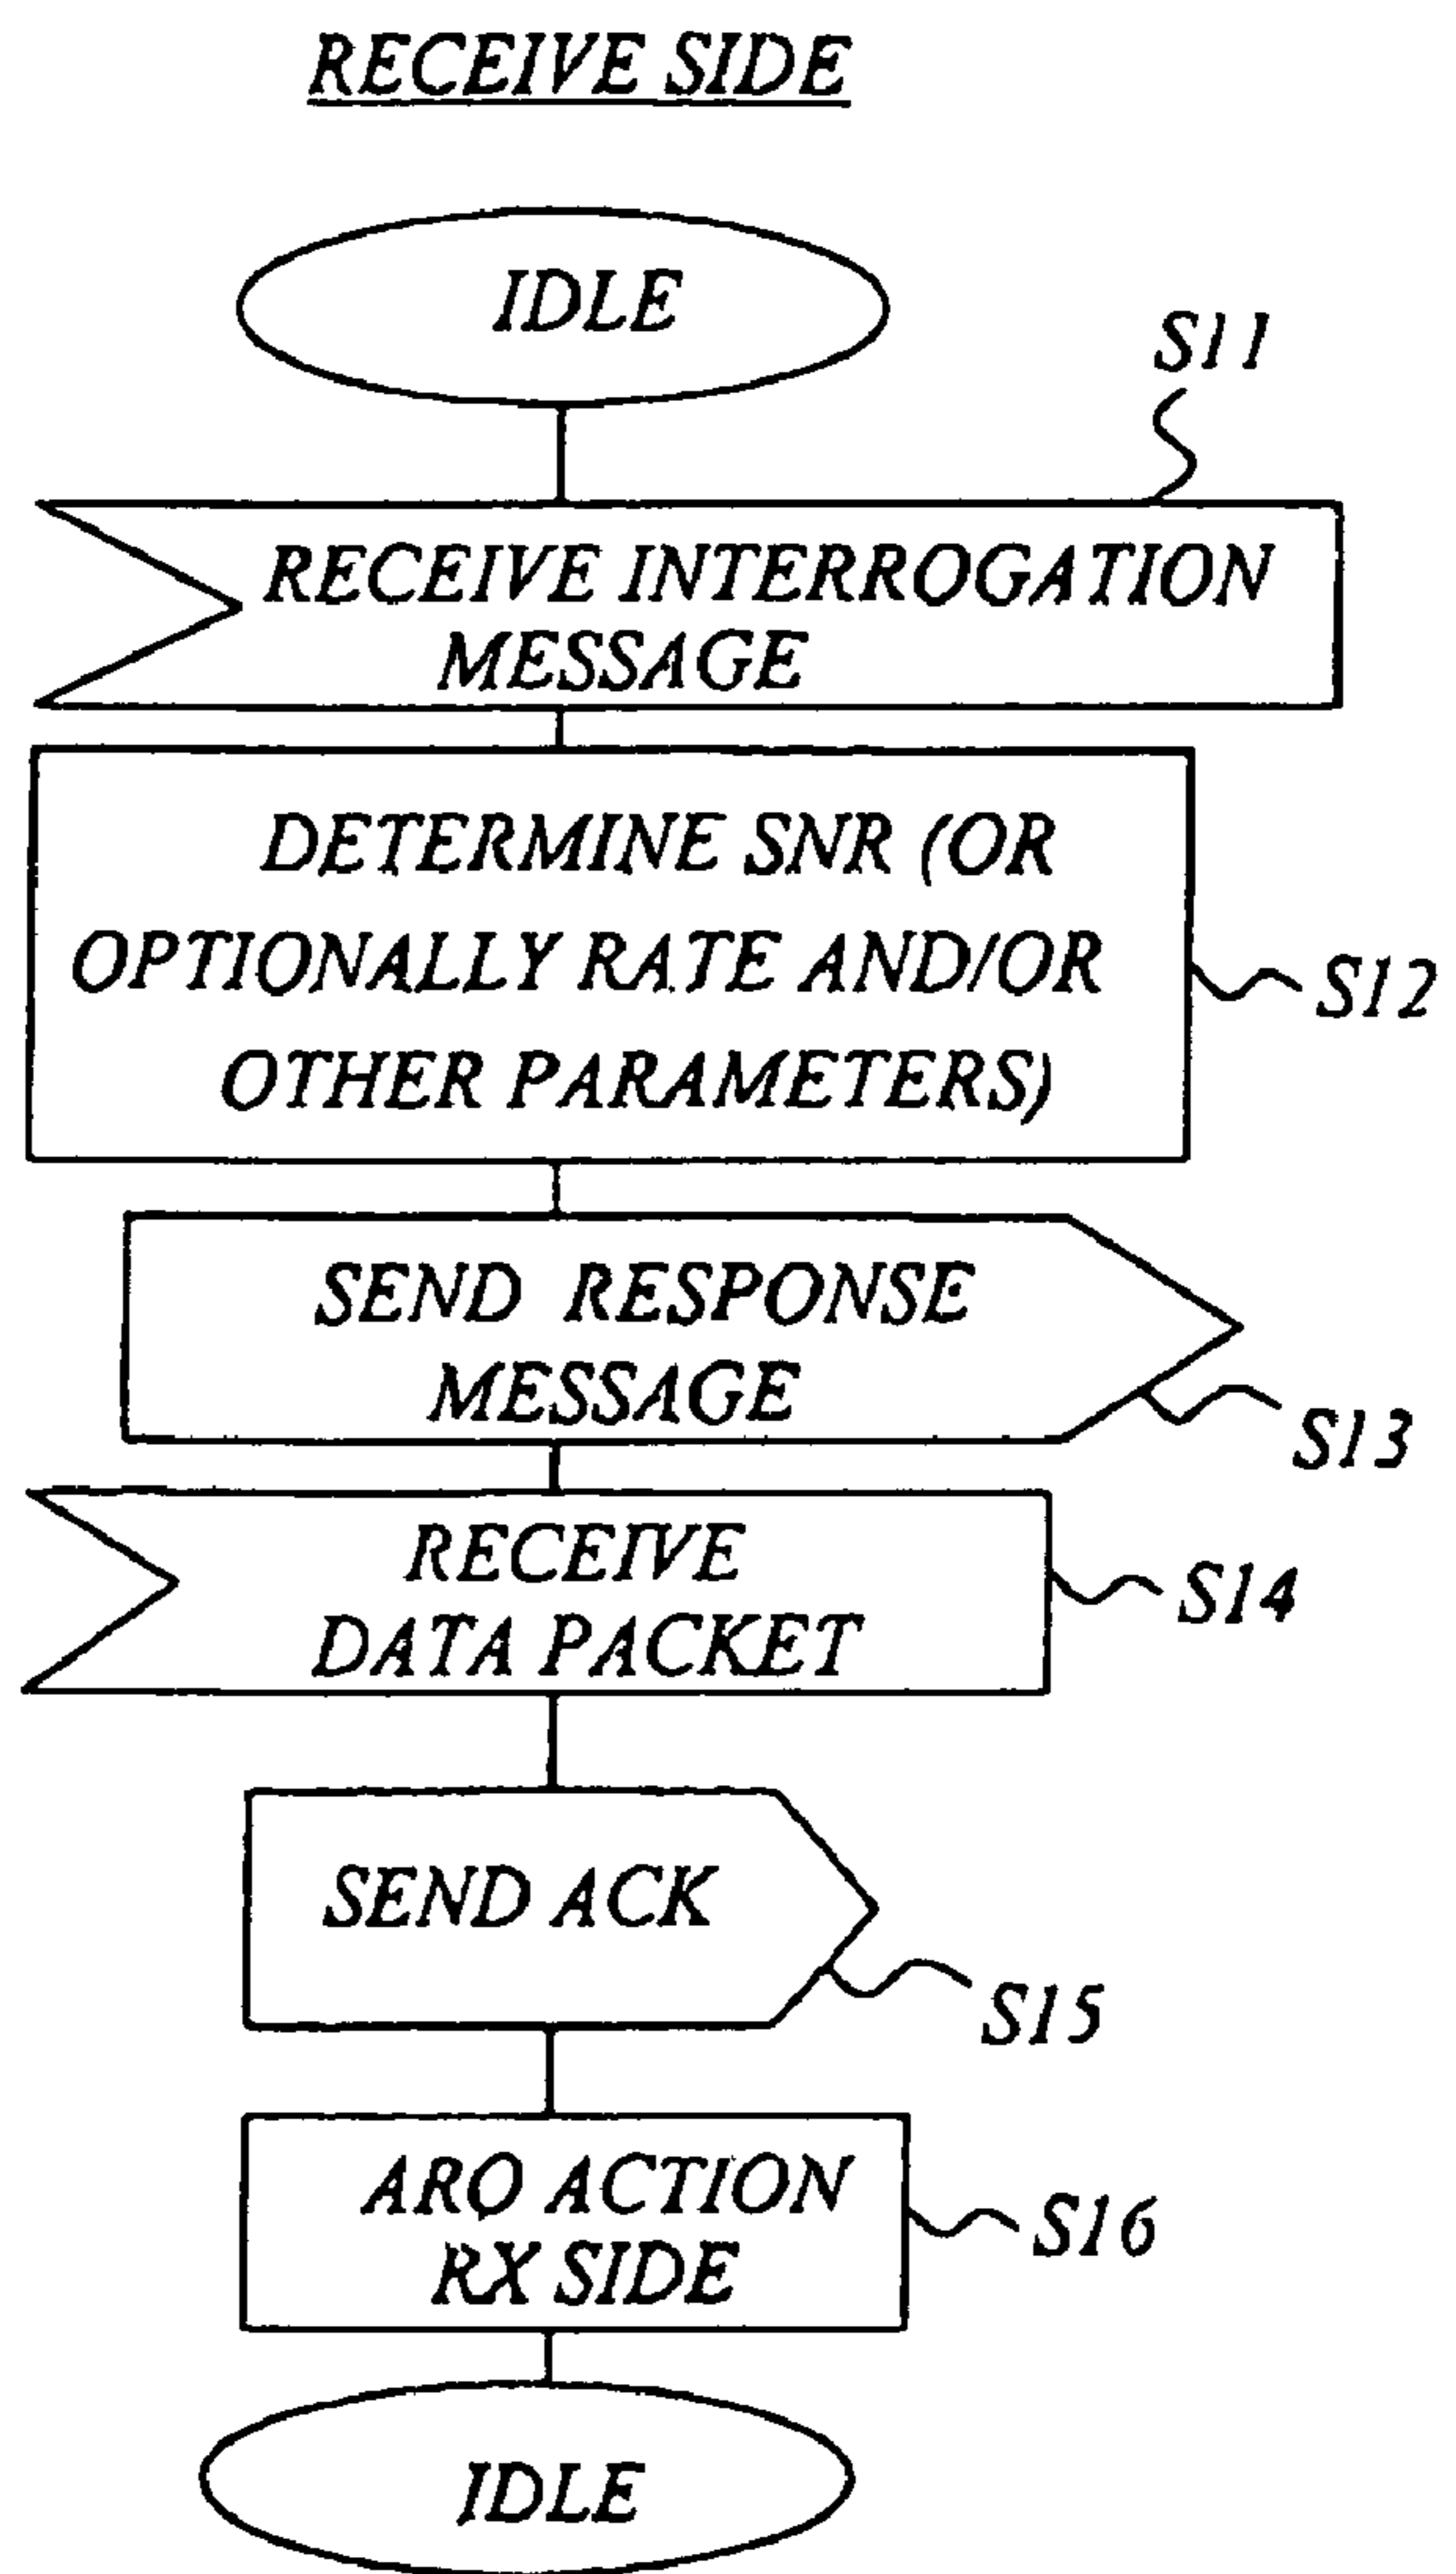 RECEIVE SIDE
IDLE
S11
RECEIVE INTERROGATION
MESSAGE
DETERMINE SNR (OR
OPTIONALLY RATE AND/OR
OTHER PARAMETERS)
S12
SEND RESPONSE
MESSAGE
S13
RECEIVE
DATA PACKET
S14
SEND ACK
S15
ARQ ACTION
RX SIDE
S16
IDLE